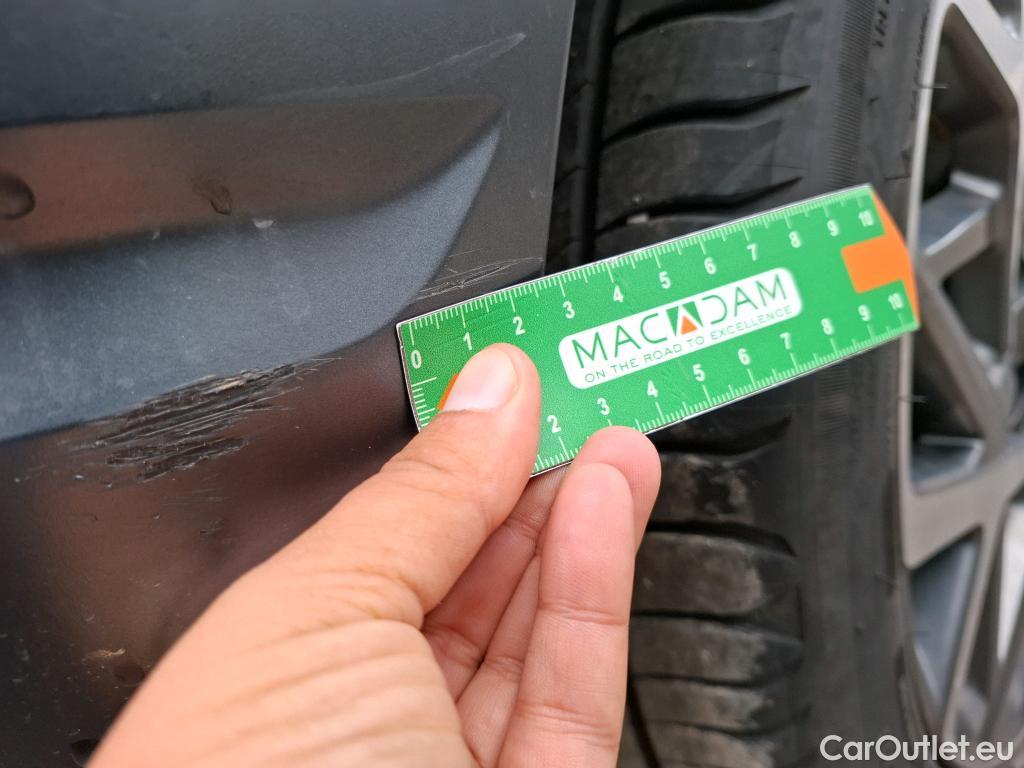 0 1 2 3 4 5 6 7 8 9 10
MACADAM
ON THE ROAD TO EXCELLENCE
2 3 4 5 6 7 8 9 10
CarOutlet.eu